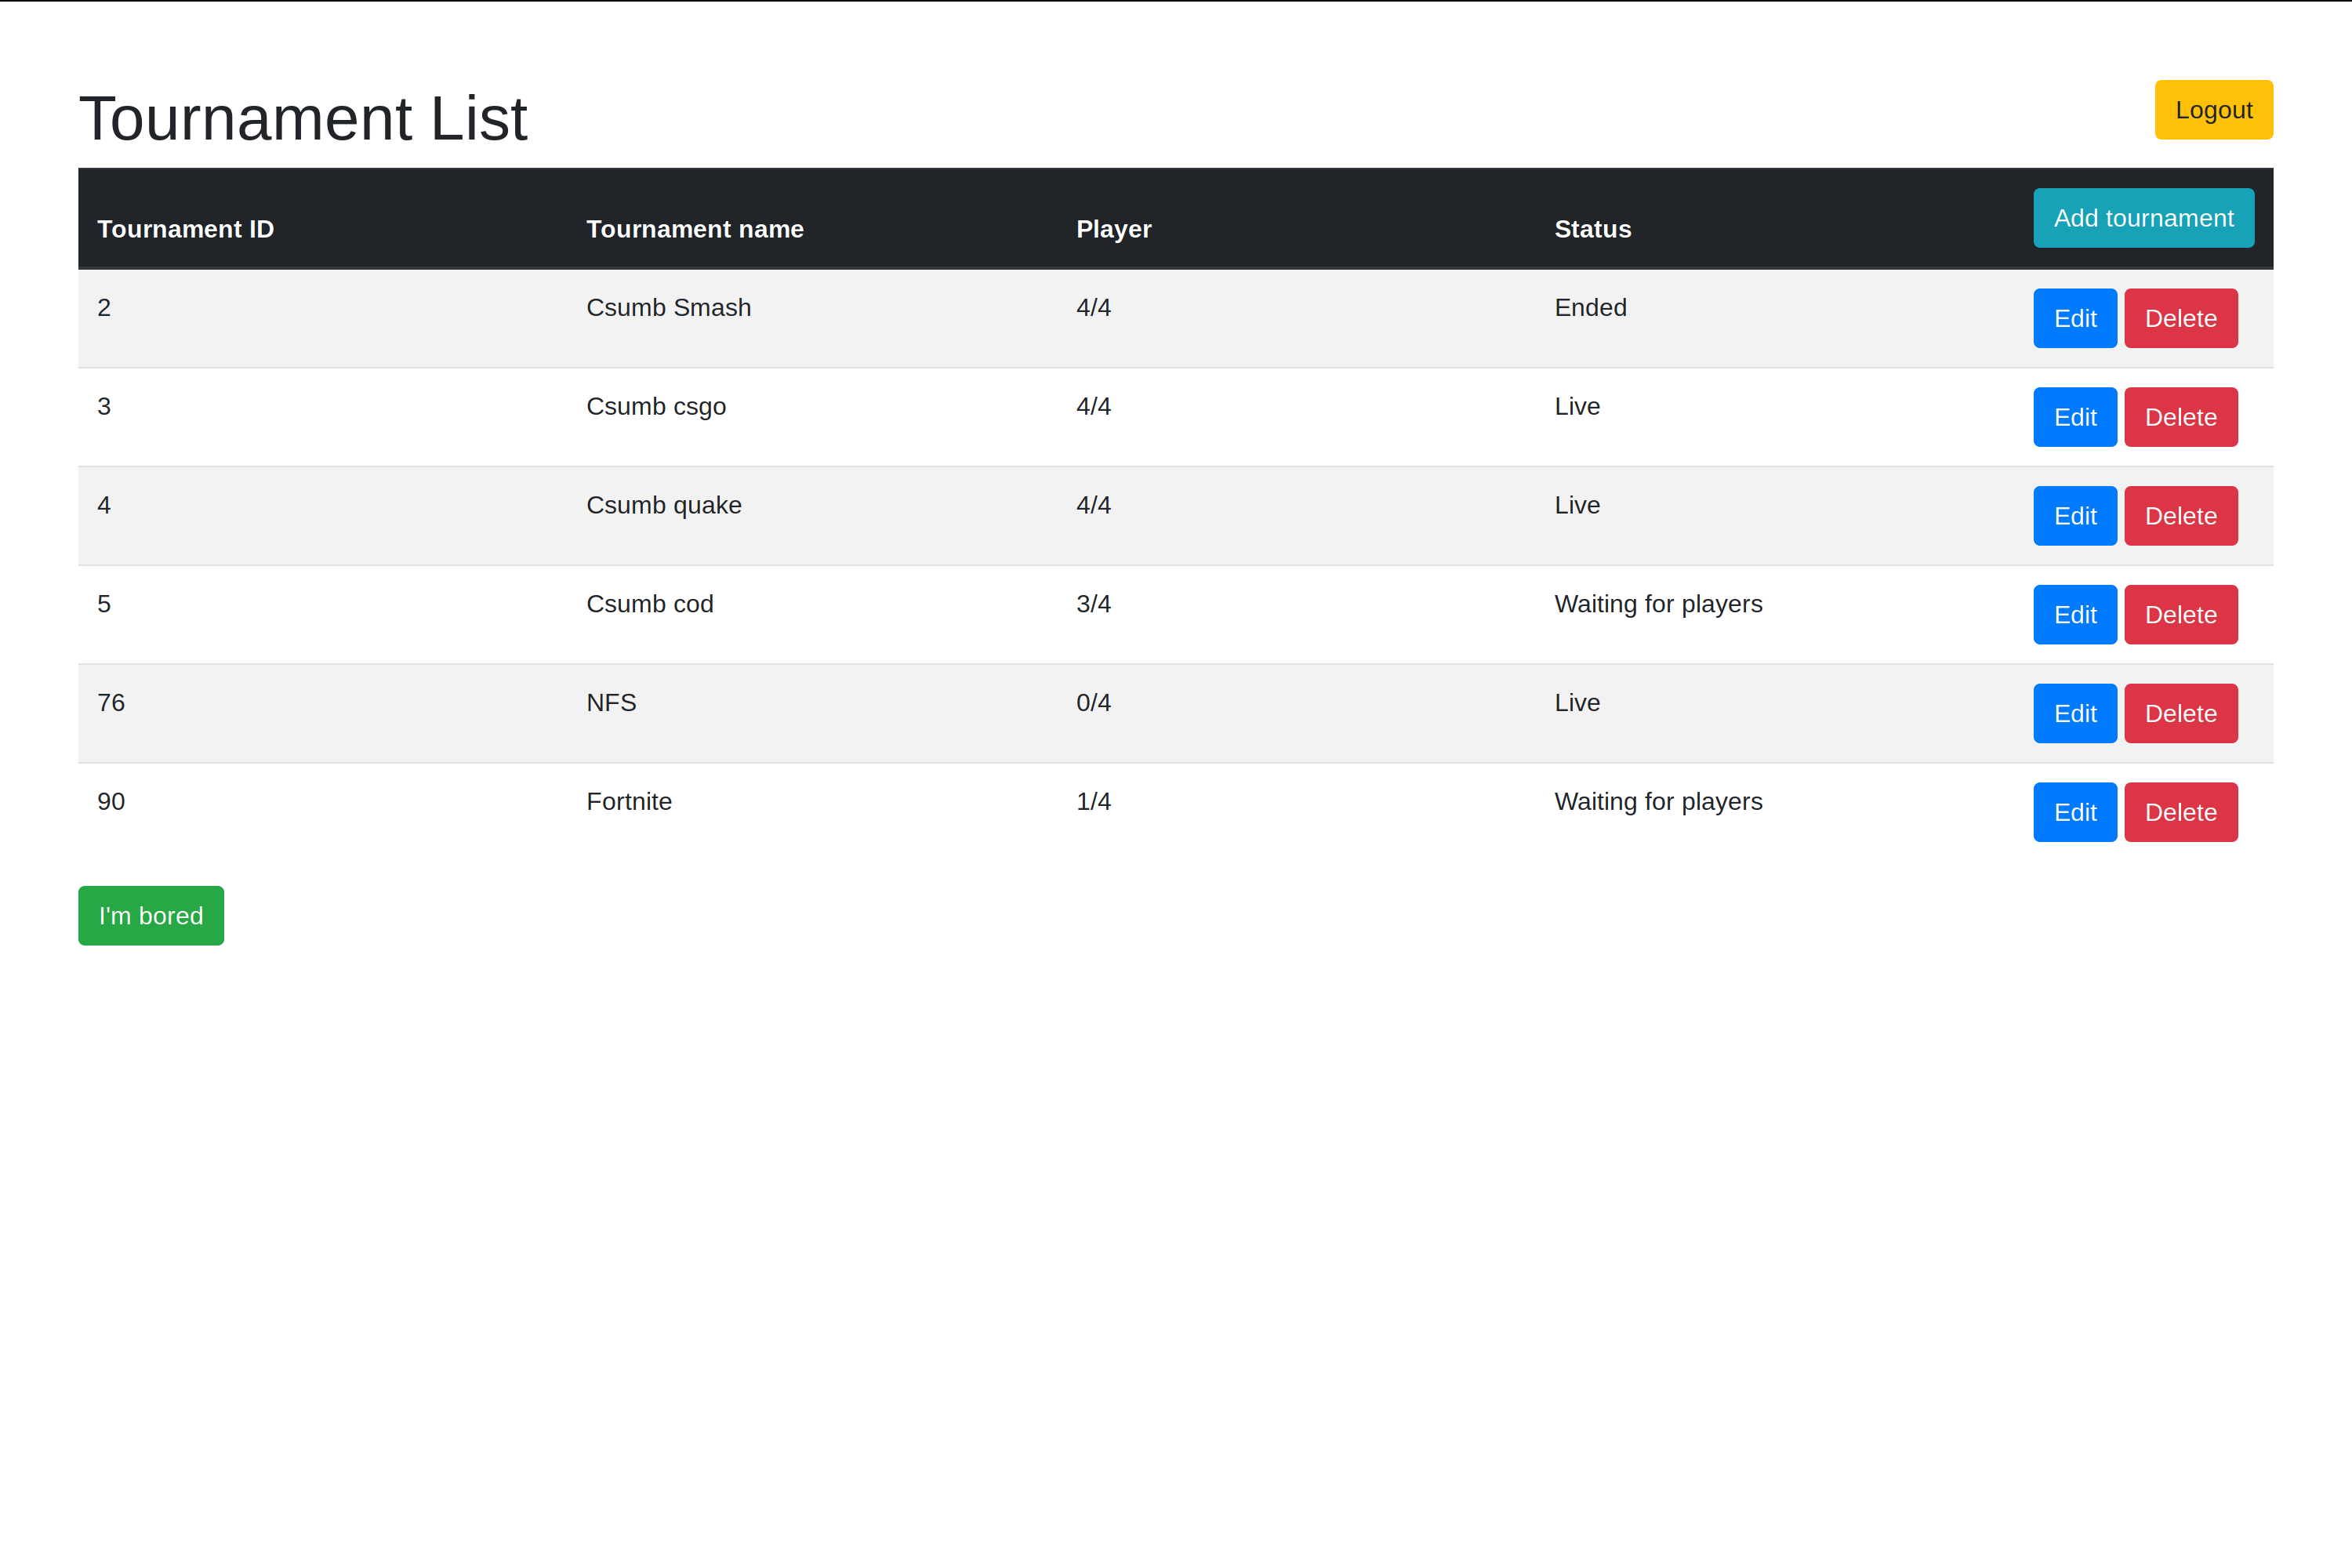 Tournament List
Logout
Tournament ID Tournament name Player Status Add tournament
2 Csumb Smash 4/4 Ended Edit Delete
3 Csumb csgo 4/4 Live Edit Delete
4 Csumb quake 4/4 Live Edit Delete
5 Csumb cod 3/4 Waiting for players Edit Delete
76 NFS 0/4 Live Edit Delete
90 Fortnite 1/4 Waiting for players Edit Delete
I'm bored